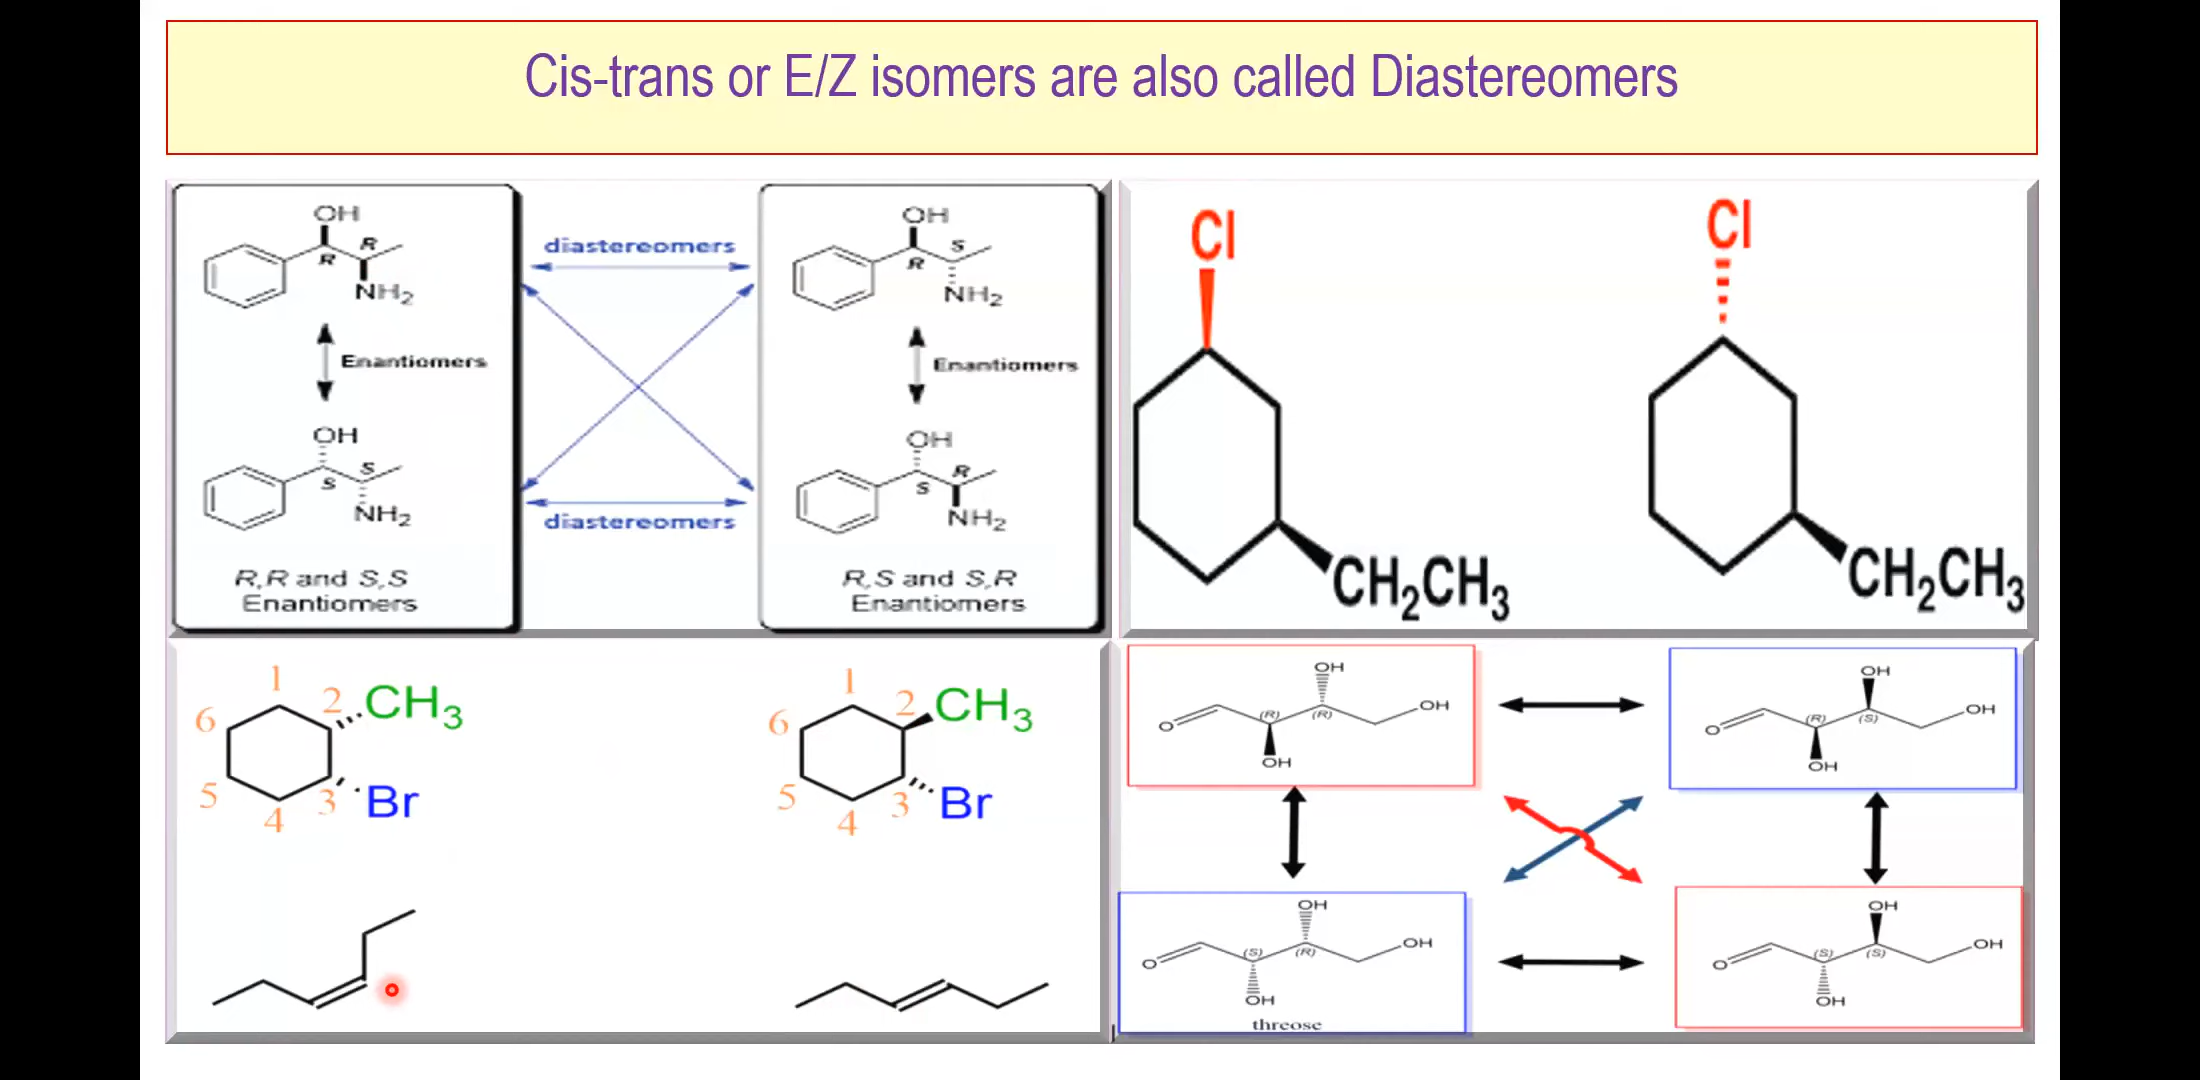 Cis-trans or E/Z isomers are also called Diastereomers
OH
R
R
NH2
Enantiomers
OH
S
S
NH2
R,R and S,S
Enantiomers
diastereomers
diastereomers
OH
S
R
NH2
Enantiomers
OH
R
S
NH2
R,S and S,R
Enantiomers
Cl
CH2CH3
Cl
CH2CH3
1
2
CH3
6
5
3
Br
4
1
2
CH3
6
5
3
Br
4
OH
O
(R)
(R)
OH
OH
OH
O
(R)
(S)
OH
OH
OH
O
(S)
(R)
OH
OH
threose
OH
O
(S)
(S)
OH
OH